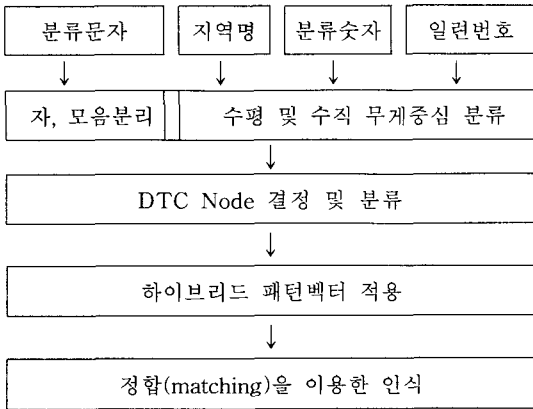 분류문자 지역명 분류숫자 일련번호
자, 모음분리 수평 및 수직 무게중심 분류
DTC Node 결정 및 분류
하이브리드 패턴벡터 적용
정합(matching)을 이용한 인식